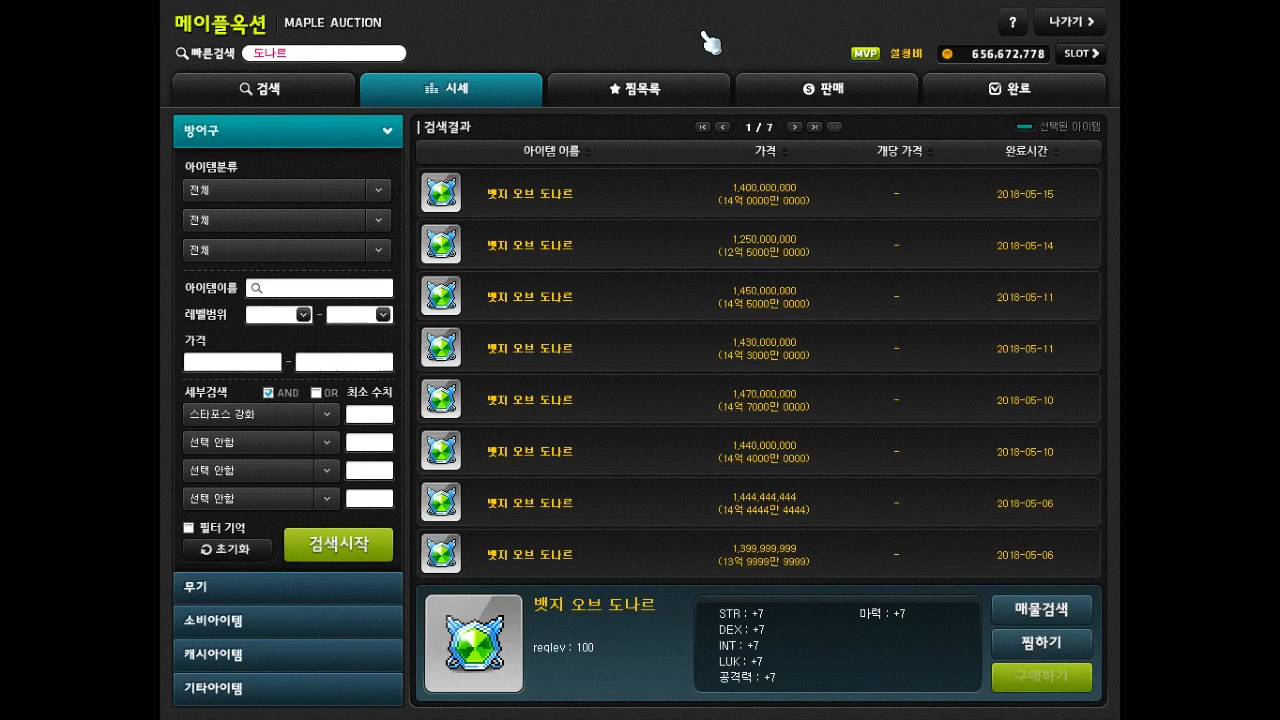 메이플옥션 MAPLE AUCTION ? 나가기
빠른검색 도나르 MVP 설정비 656,672,778 SLOT
검색 시세 찜목록 판매 완료
방어구
아이템분류
전체
전체
전체
아이템이름
레벨범위 -
가격
-
세부검색 AND OR 최소 수치
스타포스 강화
선택 안함
선택 안함
선택 안함
필터 기억
초기화 검색시작
무기
소비아이템
캐시아이템
기타아이템
검색결과 1 / 7 선택된 아이템
아이템 이름 가격 개당 가격 완료시간
뱃지 오브 도나르 1,400,000,000 - 2018-05-15
(14억 0000만 0000)
뱃지 오브 도나르 1,250,000,000 - 2018-05-14
(12억 5000만 0000)
뱃지 오브 도나르 1,450,000,000 - 2018-05-11
(14억 5000만 0000)
뱃지 오브 도나르 1,430,000,000 - 2018-05-11
(14억 3000만 0000)
뱃지 오브 도나르 1,470,000,000 - 2018-05-10
(14억 7000만 0000)
뱃지 오브 도나르 1,440,000,000 - 2018-05-10
(14억 4000만 0000)
뱃지 오브 도나르 1,444,444,444 - 2018-05-06
(14억 4444만 4444)
뱃지 오브 도나르 1,399,999,999 - 2018-05-06
(13억 9999만 9999)
뱃지 오브 도나르
reqlev : 100
STR : +7 마력 : +7
DEX : +7
INT : +7
LUK : +7
공격력 : +7
매물검색
찜하기
구매하기